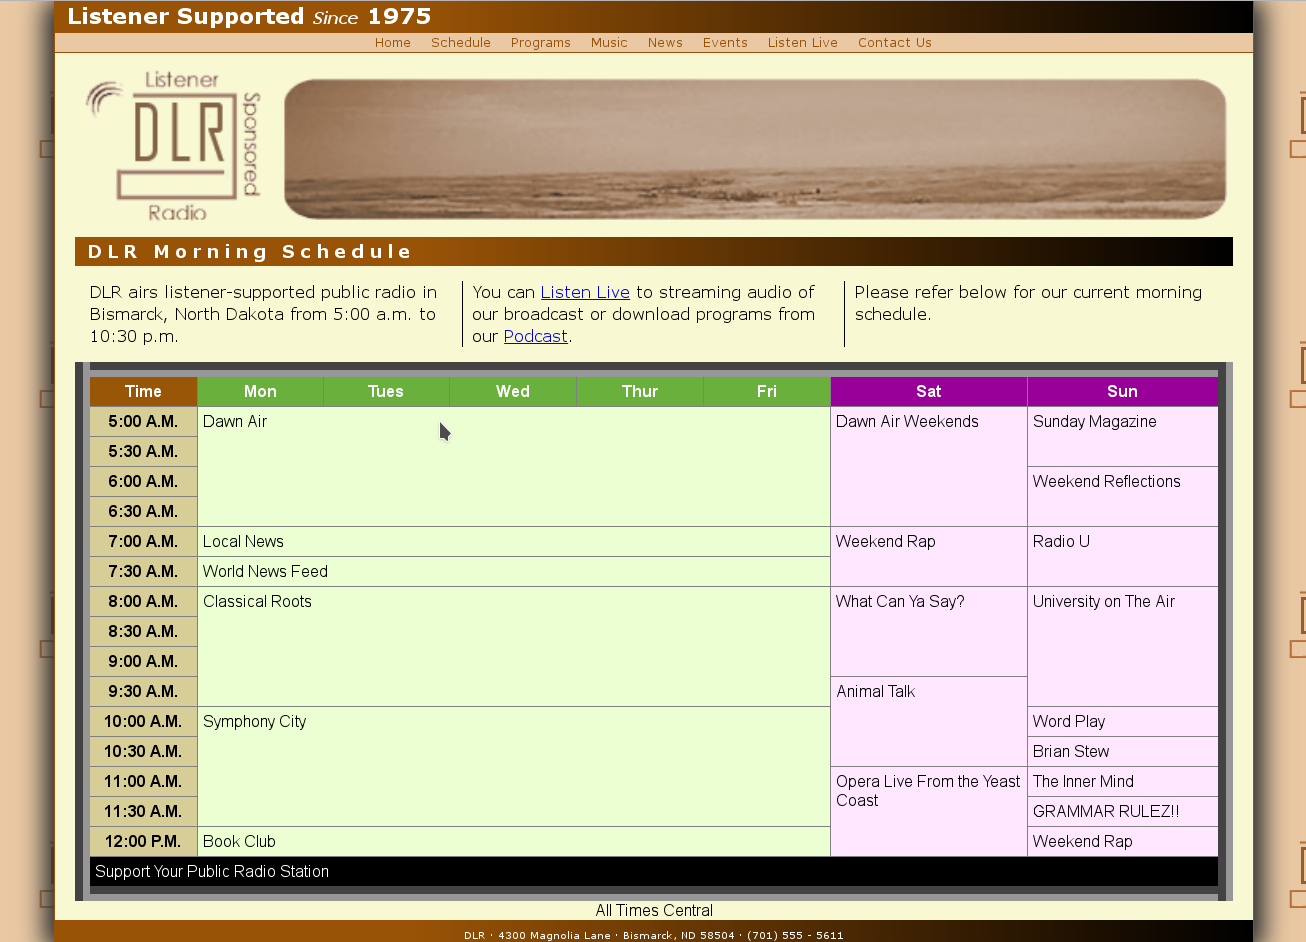 Listener Supported Since 1975
Home Schedule Programs Music News Events Listen Live Contact Us
Listener
DLR
Sponsored
Radio
DLR Morning Schedule
DLR airs listener-supported public radio in
Bismarck, North Dakota from 5:00 a.m. to
10:30 p.m.
You can Listen Live to streaming audio of
our broadcast or download programs from
our Podcast.
Please refer below for our current morning
schedule.
Time Mon Tues Wed Thur Fri Sat Sun
5:00 A.M. Dawn Air Dawn Air Weekends Sunday Magazine
5:30 A.M.
6:00 A.M. Weekend Reflections
6:30 A.M.
7:00 A.M. Local News Weekend Rap Radio U
7:30 A.M. World News Feed
8:00 A.M. Classical Roots What Can Ya Say? University on The Air
8:30 A.M.
9:00 A.M.
9:30 A.M. Animal Talk
10:00 A.M. Symphony City Word Play
10:30 A.M. Brian Stew
11:00 A.M. Opera Live From the Yeast The Inner Mind
Coast
11:30 A.M. GRAMMAR RULEZ!!
12:00 P.M. Book Club Weekend Rap
Support Your Public Radio Station
All Times Central
DLR · 4300 Magnolia Lane · Bismarck, ND 58504 · (701) 555 - 5611